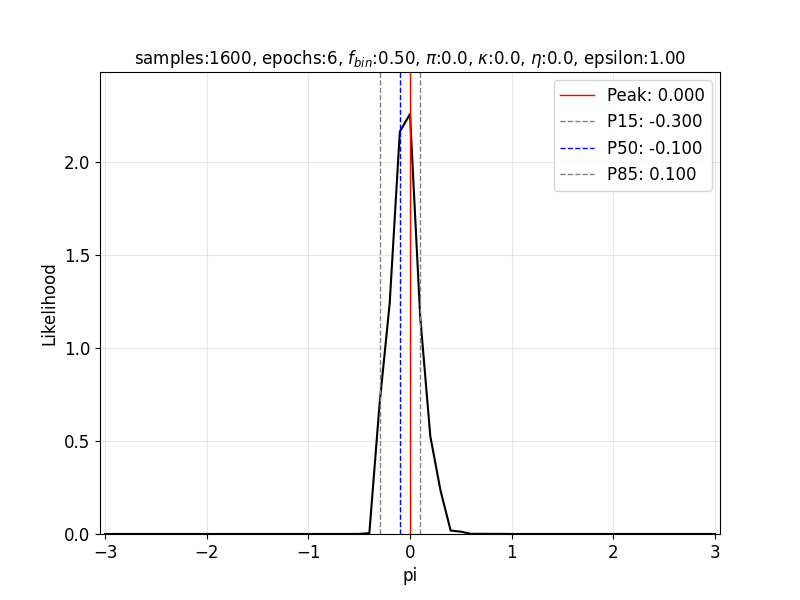 samples:1600, epochs:6, f_bin:0.50, π:0.0, κ:0.0, η:0.0, epsilon:1.00
Peak: 0.000
P15: -0.300
P50: -0.100
P85: 0.100
Likelihood
2.0
1.5
1.0
0.5
0.0
−3 −2 −1 0 1 2 3
pi